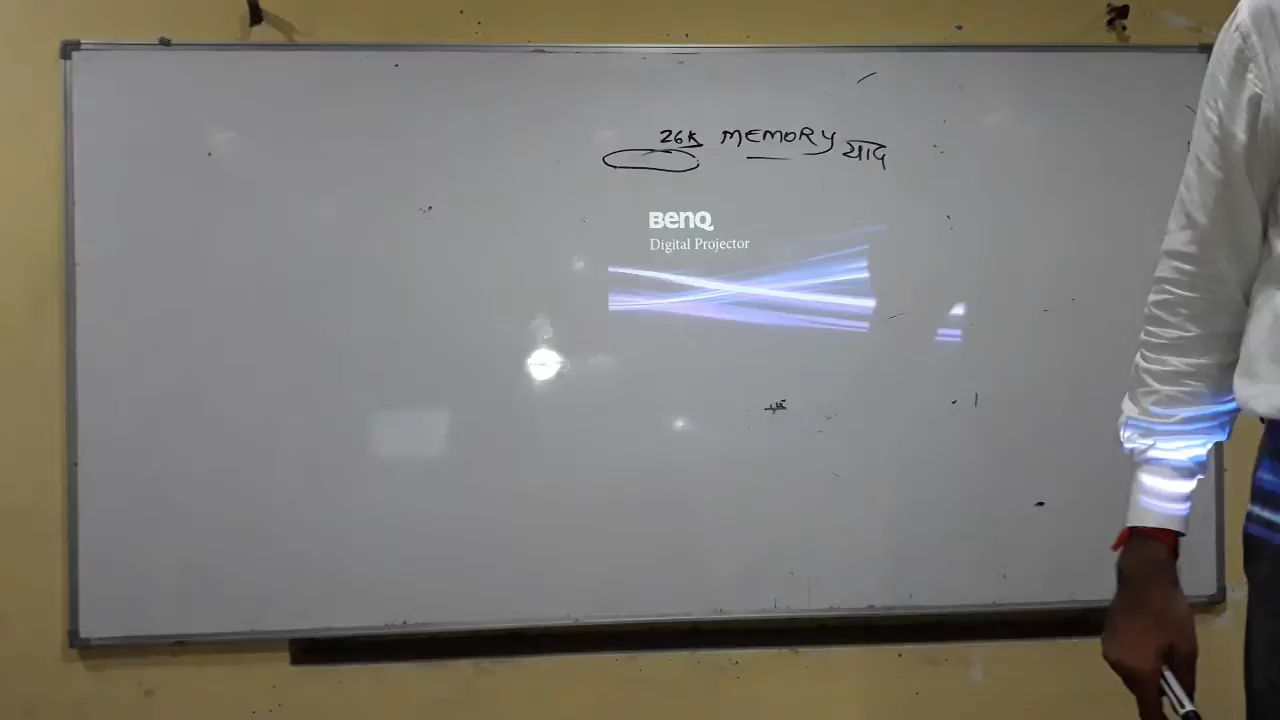 26K MEMORY याद
BenQ
Digital Projector